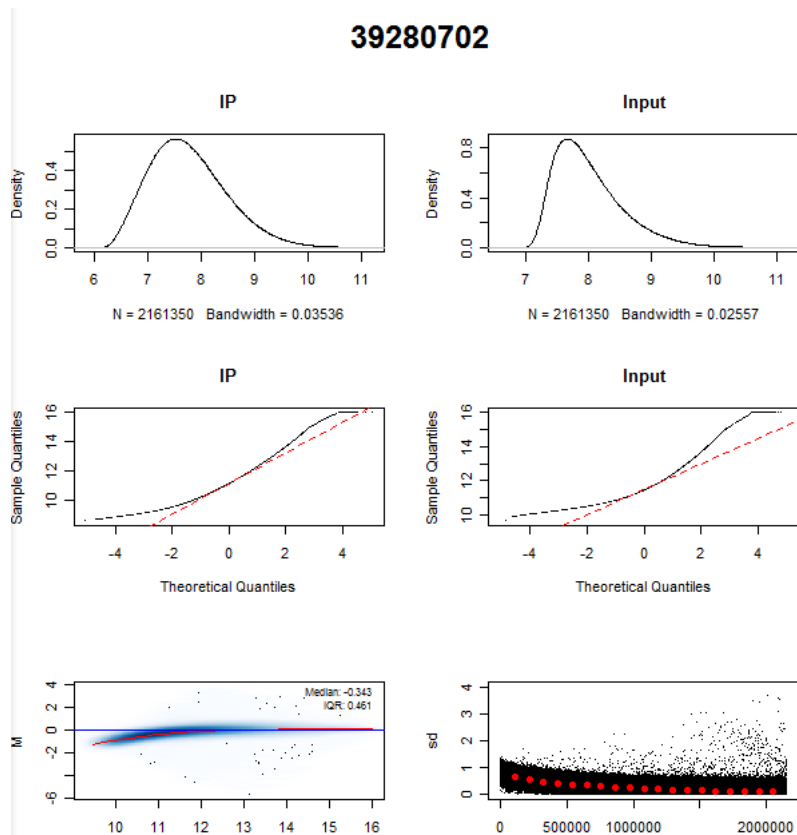 39280702
IP
Input
Density
0.0
0.4
6 7 8 9 10 11
N = 2161350 Bandwidth = 0.03536
Density
0.0 0.4 0.8
7 8 9 10 11
N = 2161350 Bandwidth = 0.02557
IP
Input
Sample Quantiles
10 12 14 16
-4 -2 0 2 4
Theoretical Quantiles
Sample Quantiles
10 12 14 16
-4 -2 0 2 4
Theoretical Quantiles
M
-6 -2 0 2 4
Median: -0.343
IQR: 0.461
10 11 12 13 14 15 16
sd
0 1 2 3 4
0 500000 1000000 2000000